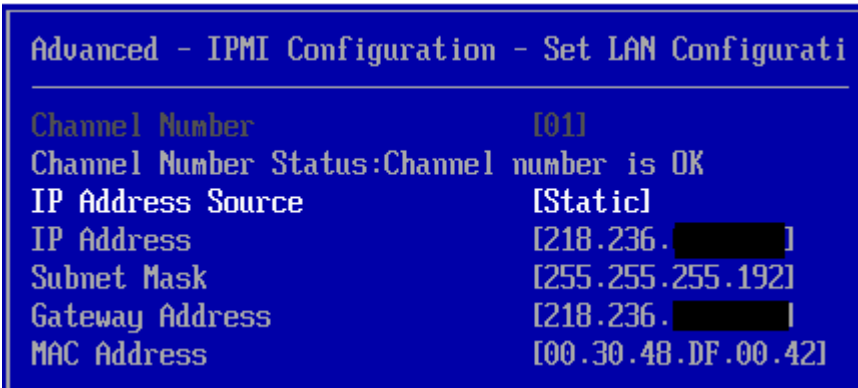 Advanced - IPMI Configuration - Set LAN Configurati
Channel Number [01]
Channel Number Status:Channel number is OK
IP Address Source [Static]
IP Address [218.236. ]
Subnet Mask [255.255.255.192]
Gateway Address [218.236. ]
MAC Address [00.30.48.DF.00.42]